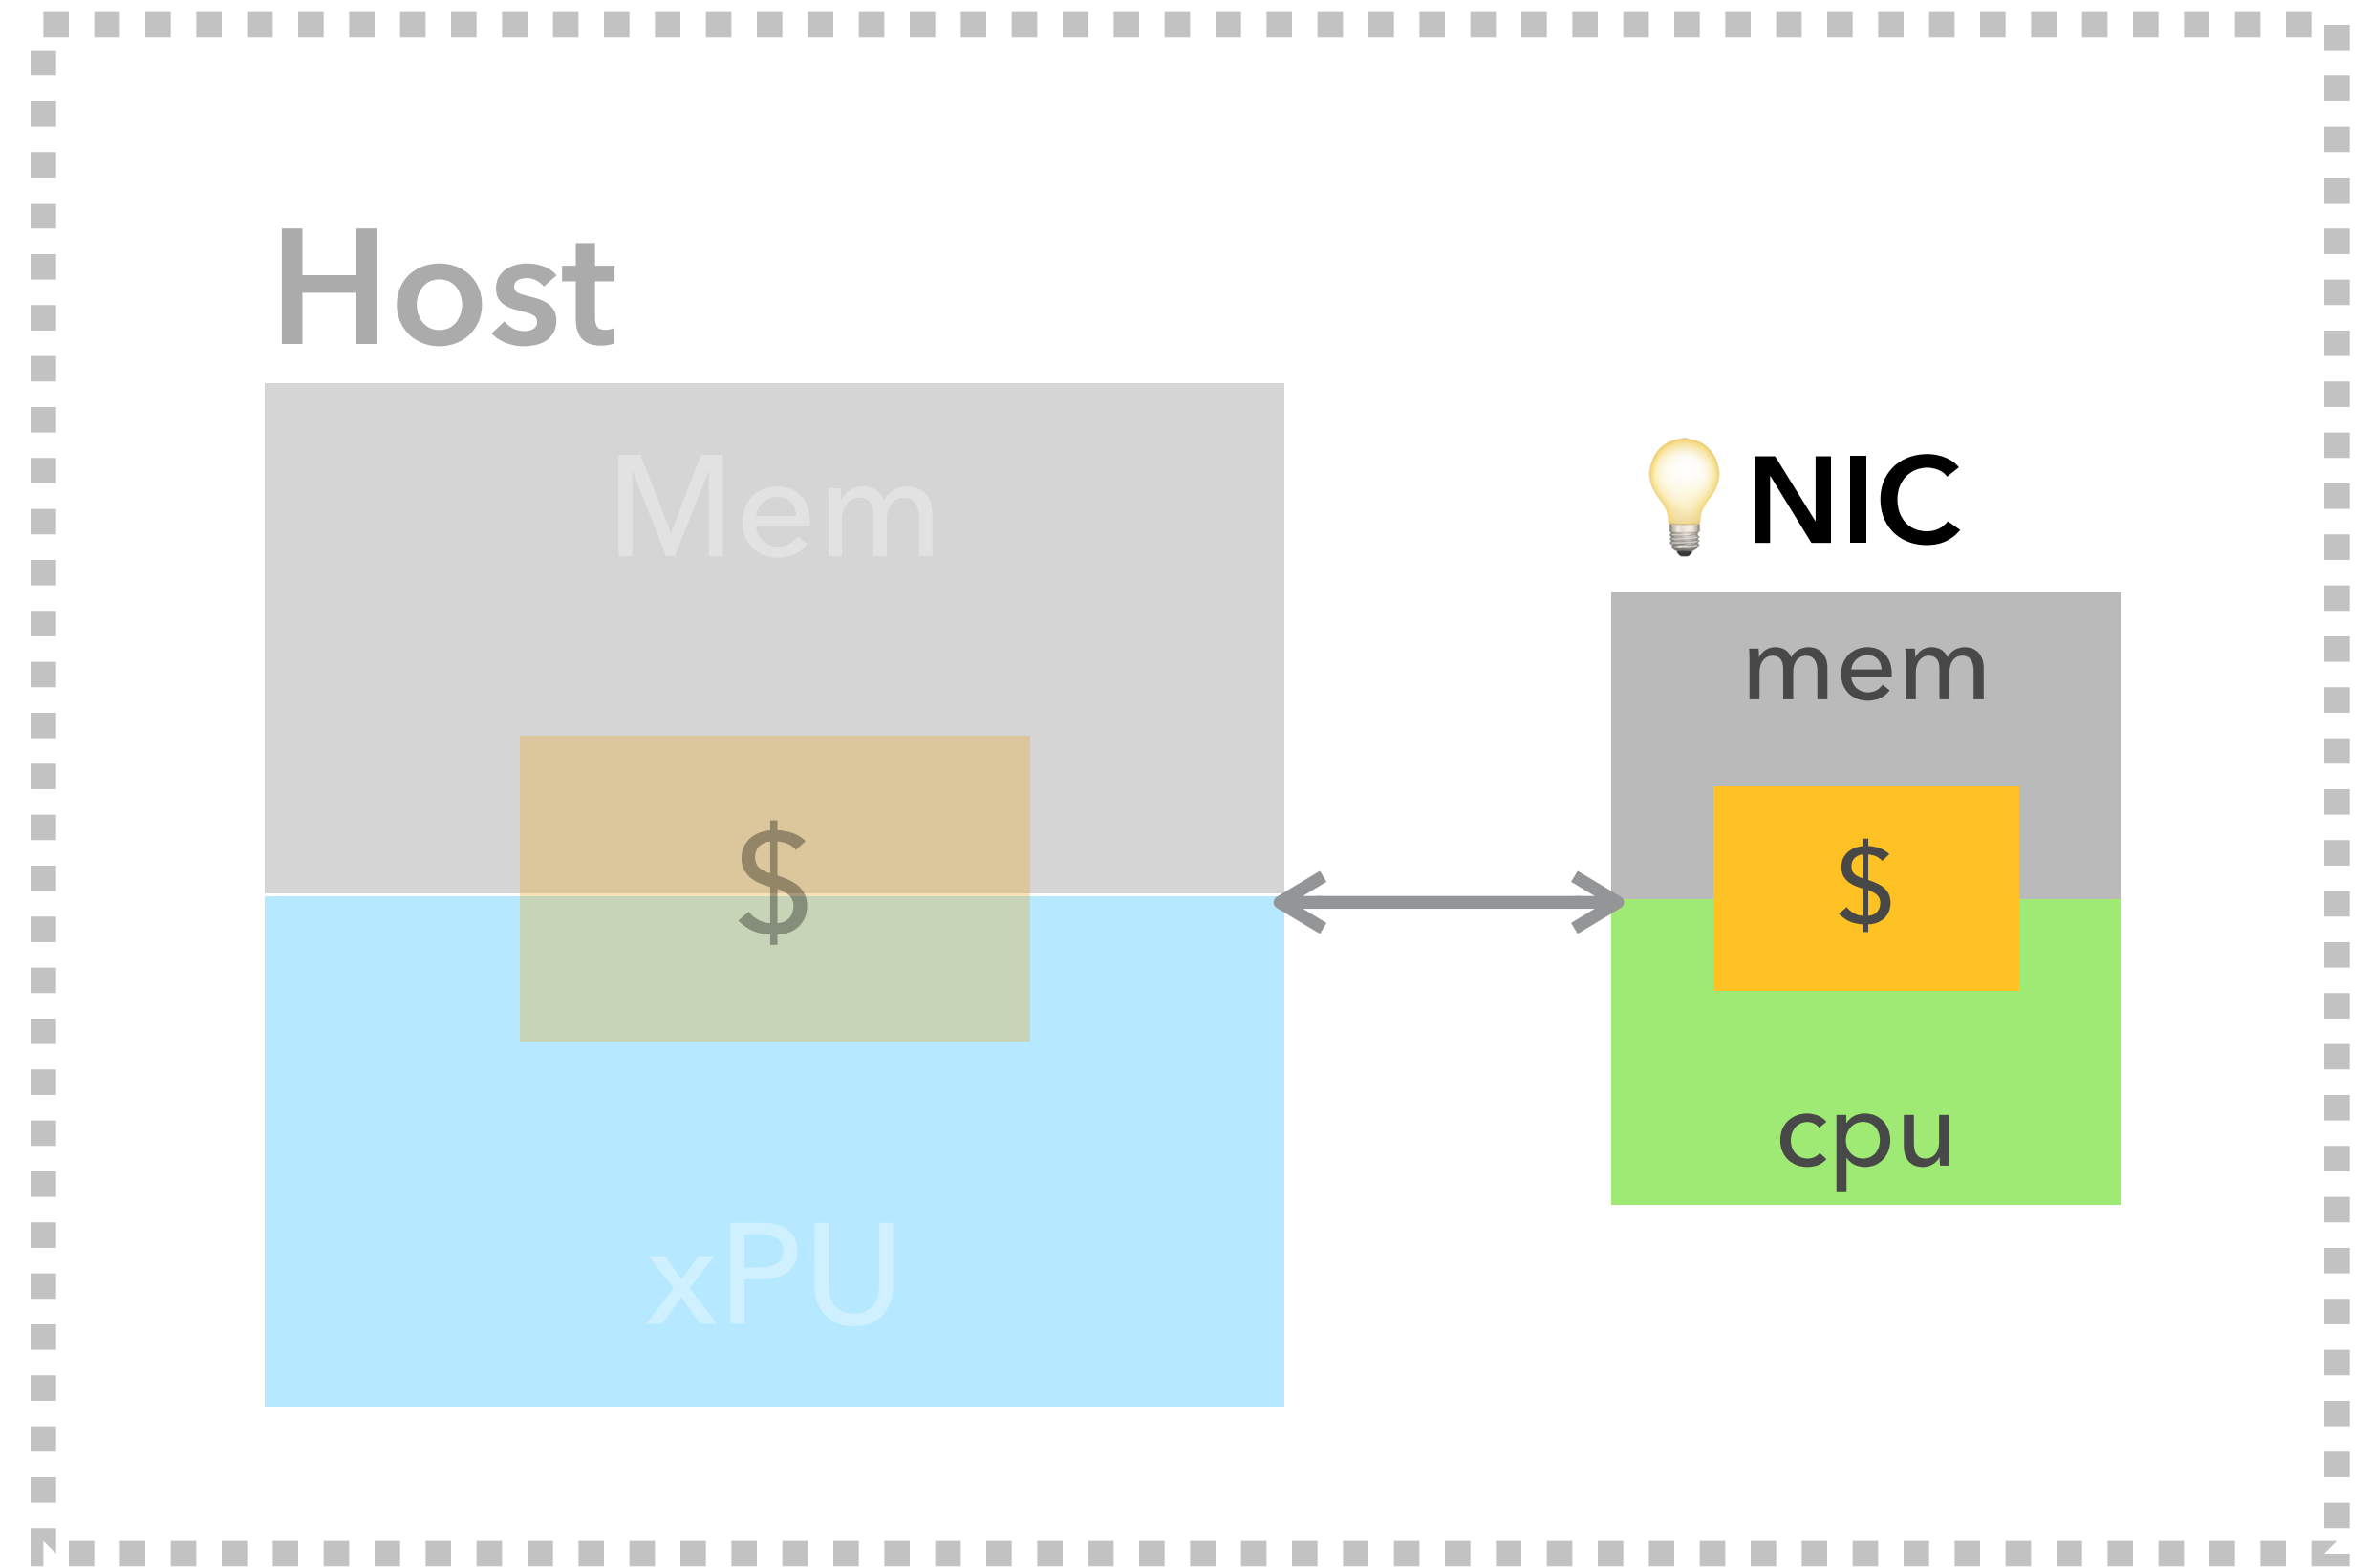 Host
Mem
$
xPU
💡 NIC
mem
$
cpu